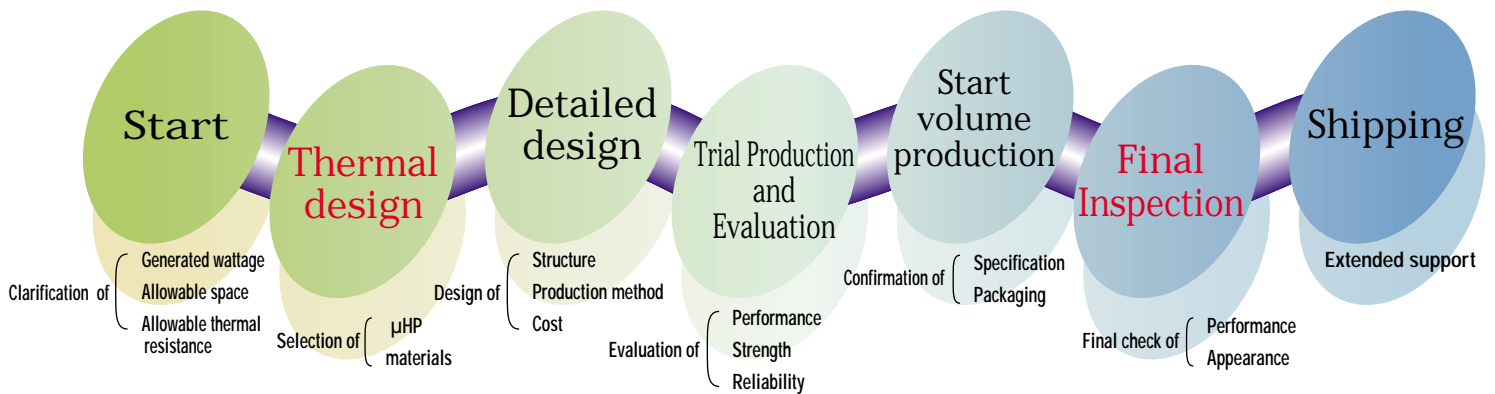 Start
Clarification of
Generated wattage
Allowable space
Allowable thermal
resistance
Thermal
design
Selection of
µHP
materials
Detailed
design
Design of
Structure
Production method
Cost
Trial Production
and
Evaluation
Evaluation of
Performance
Strength
Reliability
Start
volume
production
Confirmation of
Specification
Packaging
Final
Inspection
Final check of
Performance
Appearance
Shipping
Extended support